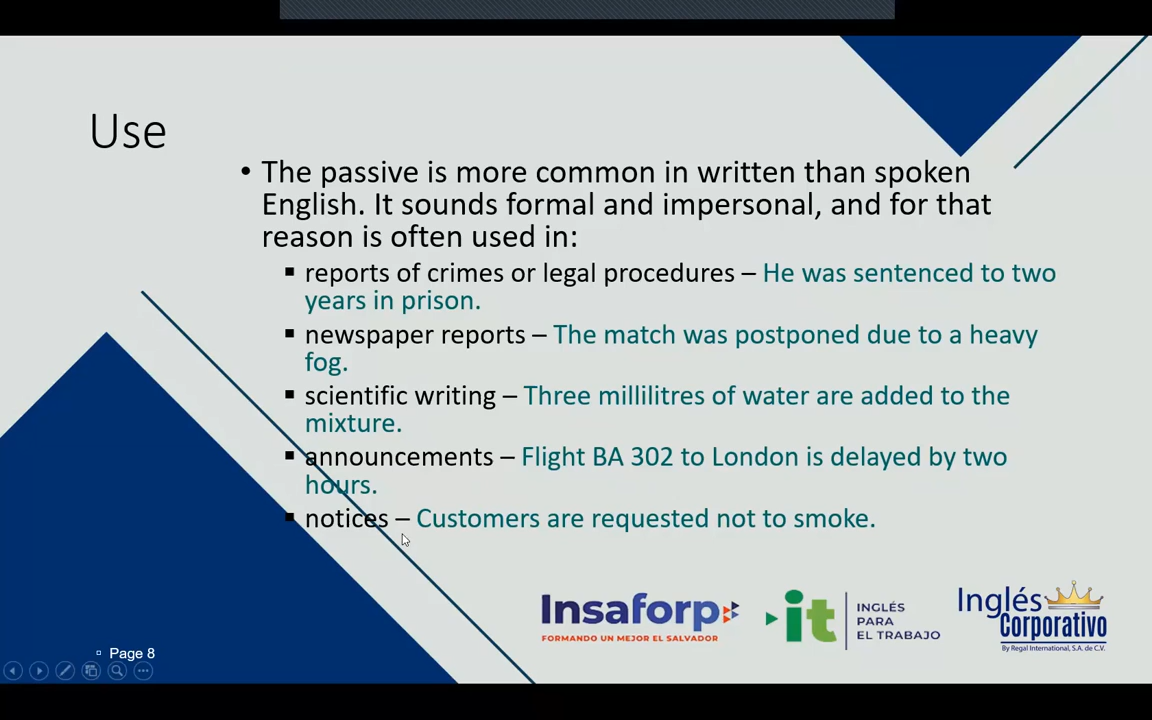 Use
• The passive is more common in written than spoken
English. It sounds formal and impersonal, and for that
reason is often used in:
▪ reports of crimes or legal procedures – He was sentenced to two
years in prison.
▪ newspaper reports – The match was postponed due to a heavy
fog.
▪ scientific writing – Three millilitres of water are added to the
mixture.
▪ announcements – Flight BA 302 to London is delayed by two
hours.
▪ notices – Customers are requested not to smoke.
Insaforp
FORMANDO UN MEJOR EL SALVADOR
it
INGLÉS
PARA
EL TRABAJO
Inglés
Corporativo
By Regal International, S.A. de C.V.
▫ Page 8